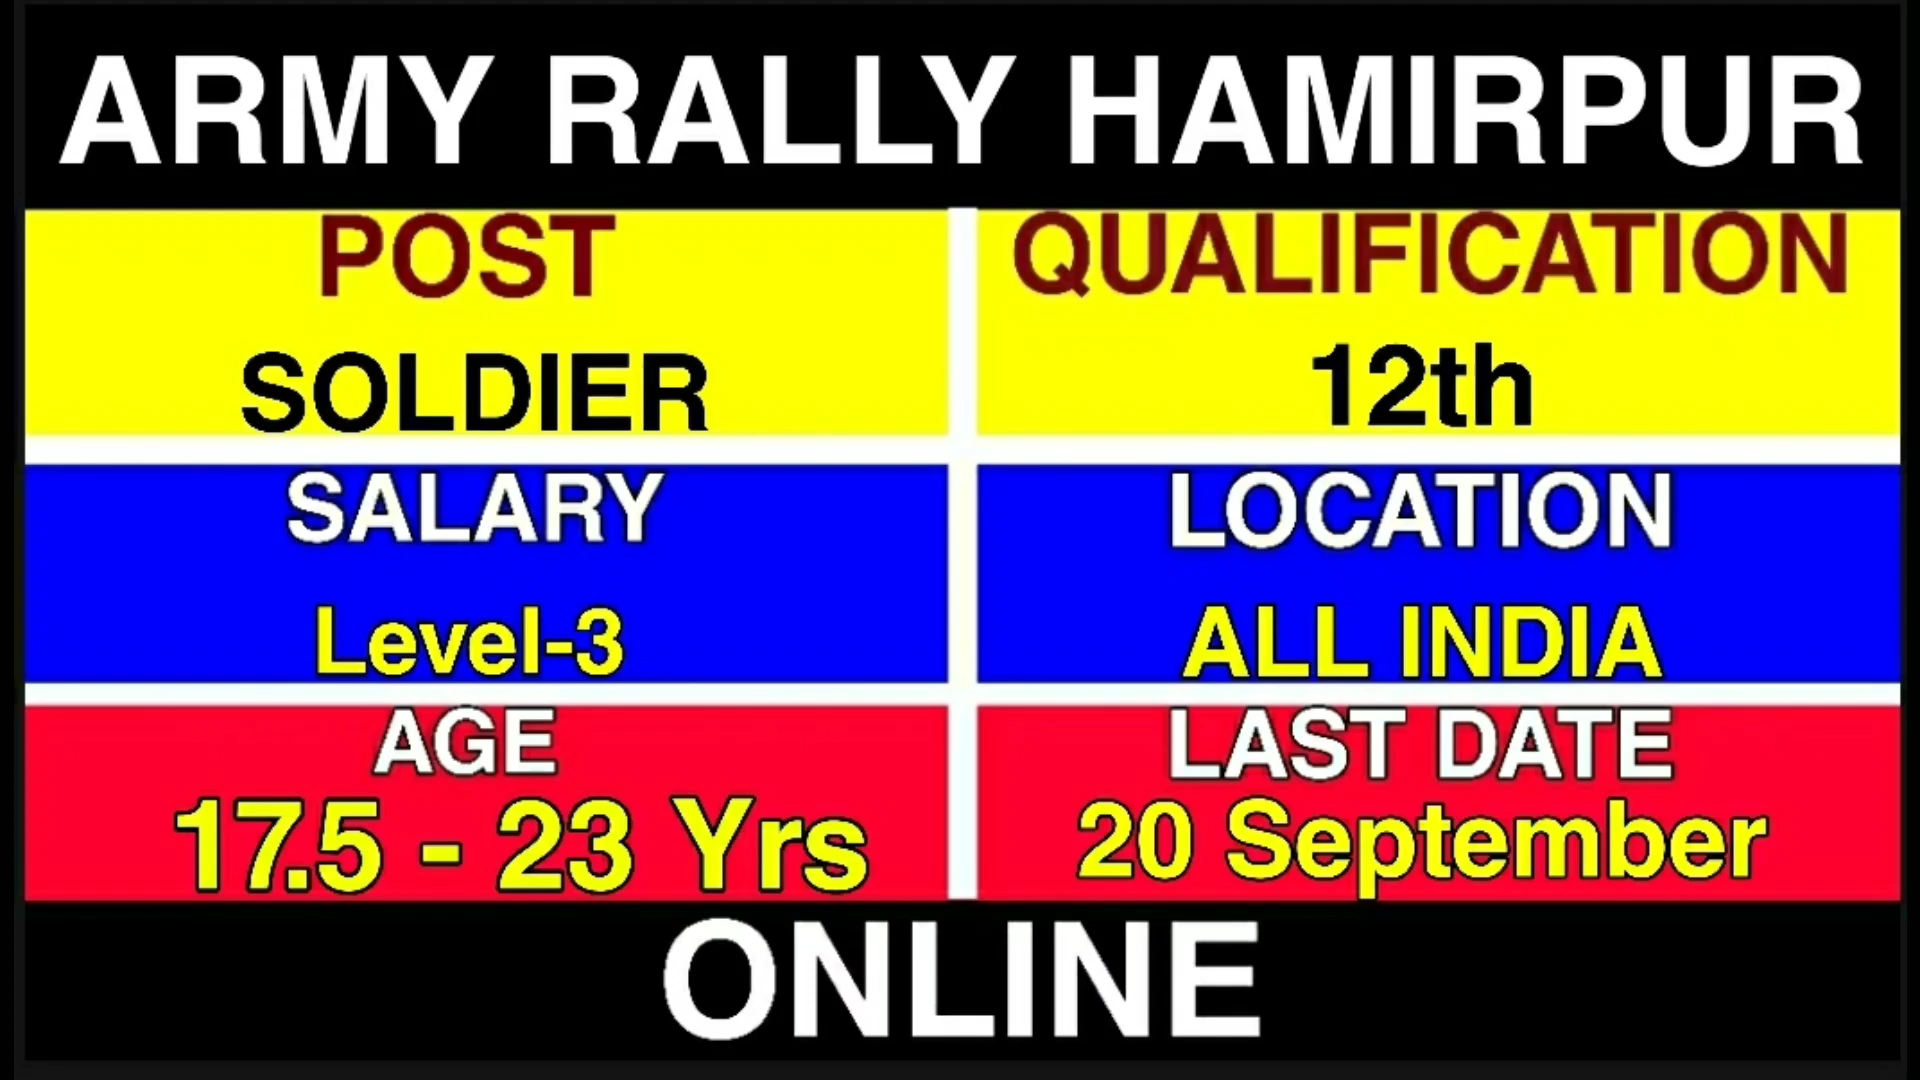 ARMY RALLY HAMIRPUR
POST
SOLDIER
QUALIFICATION
12th
SALARY
Level-3
LOCATION
ALL INDIA
AGE
17.5 - 23 Yrs
LAST DATE
20 September
ONLINE